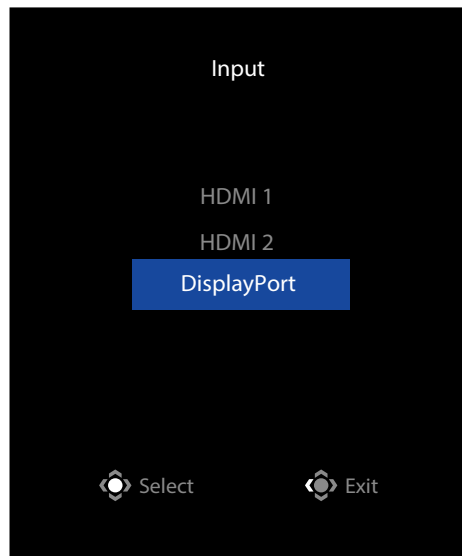 Input
HDMI 1
HDMI 2
DisplayPort
Select Exit